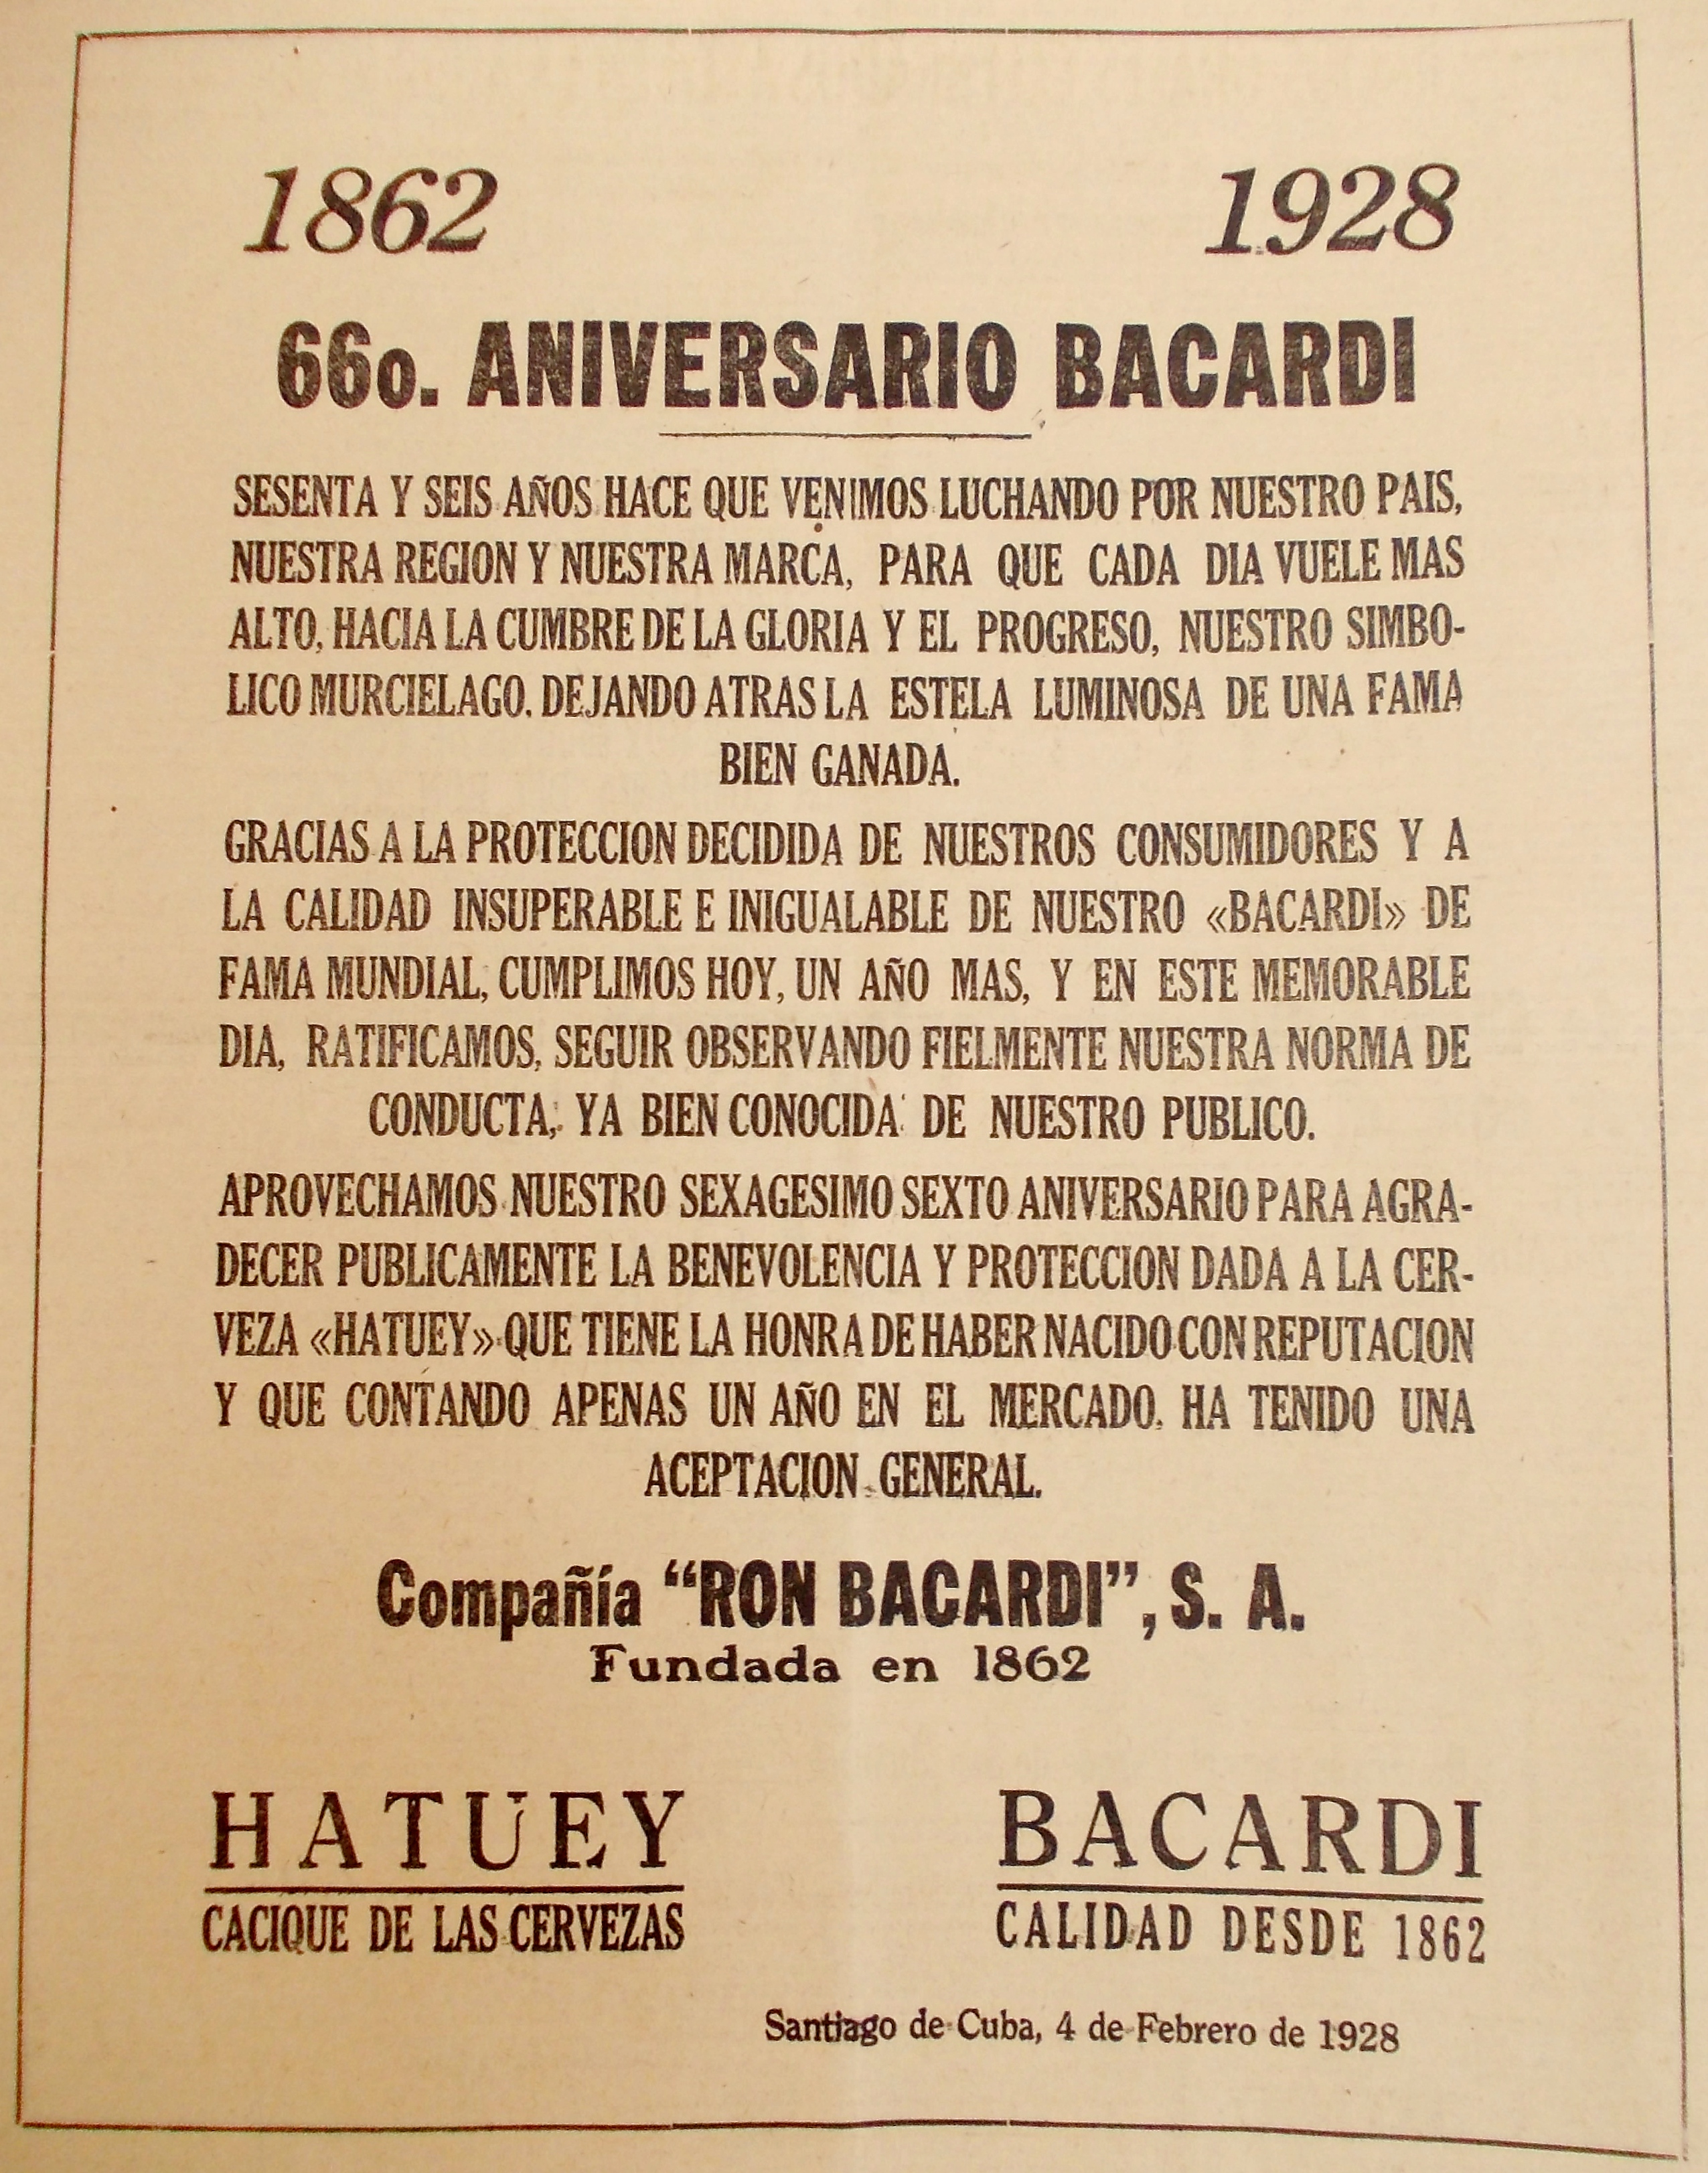 1862 1928
66o. ANIVERSARIO BACARDI
SESENTA Y SEIS AÑOS HACE QUE VENIMOS LUCHANDO POR NUESTRO PAIS,
NUESTRA REGION Y NUESTRA MARCA, PARA QUE CADA DIA VUELE MAS
ALTO, HACIA LA CUMBRE DE LA GLORIA Y EL PROGRESO, NUESTRO SIMBO-
LICO MURCIELAGO. DEJANDO ATRAS LA ESTELA LUMINOSA DE UNA FAMA
BIEN GANADA.
GRACIAS A LA PROTECCION DECIDIDA DE NUESTROS CONSUMIDORES Y A
LA CALIDAD INSUPERABLE E INIGUALABLE DE NUESTRO «BACARDI» DE
FAMA MUNDIAL, CUMPLIMOS HOY, UN AÑO MAS, Y EN ESTE MEMORABLE
DIA, RATIFICAMOS, SEGUIR OBSERVANDO FIELMENTE NUESTRA NORMA DE
CONDUCTA, YA BIEN CONOCIDA DE NUESTRO PUBLICO.
APROVECHAMOS NUESTRO SEXAGESIMO SEXTO ANIVERSARIO PARA AGRA-
DECER PUBLICAMENTE LA BENEVOLENCIA Y PROTECCION DADA A LA CER-
VEZA «HATUEY» QUE TIENE LA HONRA DE HABER NACIDO CON REPUTACION
Y QUE CONTANDO APENAS UN AÑO EN EL MERCADO, HA TENIDO UNA
ACEPTACION GENERAL.
Compañía “RON BACARDI”, S. A.
Fundada en 1862
HATUEY BACARDI
CACIQUE DE LAS CERVEZAS CALIDAD DESDE 1862
Santiago de Cuba, 4 de Febrero de 1928